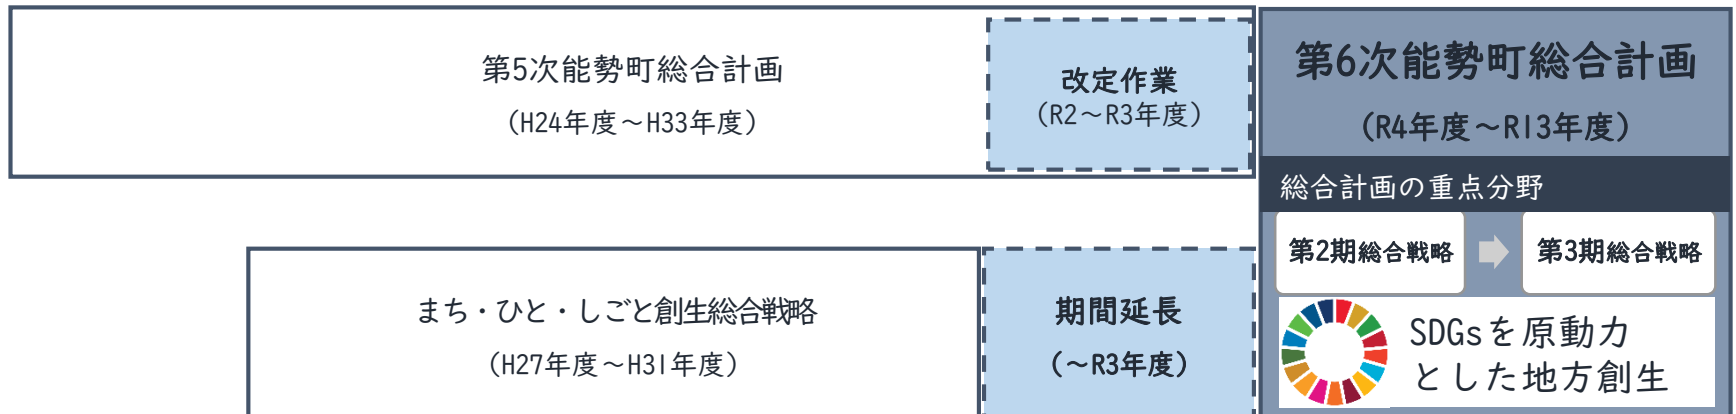 第5次能勢町総合計画
（H24年度～H33年度）
改定作業
（R2～R3年度）
第6次能勢町総合計画
（R4年度～R13年度）
総合計画の重点分野
第2期総合戦略
第3期総合戦略
SDGsを原動力
とした地方創生
まち・ひと・しごと創生総合戦略
（H27年度～H31年度）
期間延長
（～R3年度）